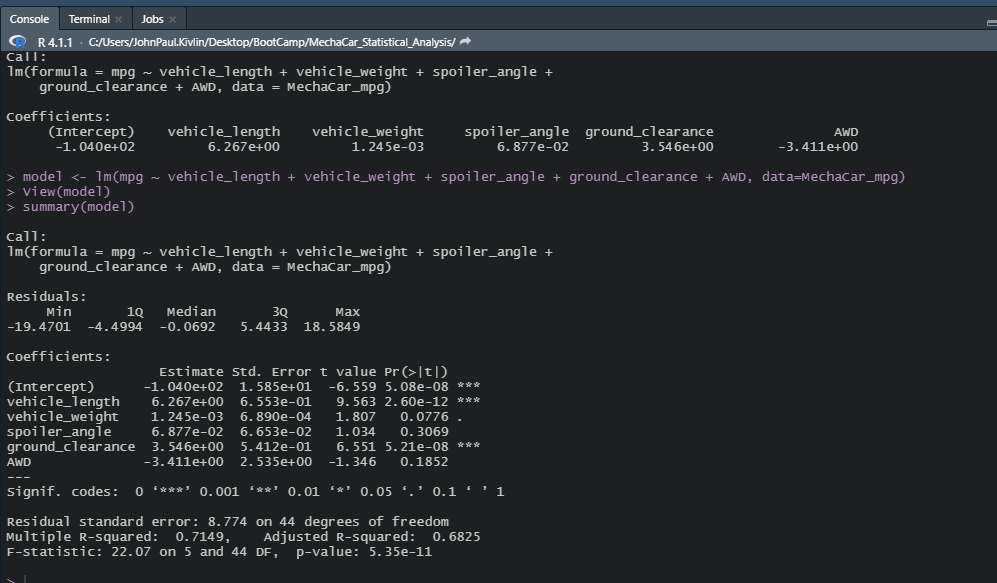 Console Terminal Jobs
R 4.1.1 · C:/Users/JohnPaul.Kivlin/Desktop/BootCamp/MechaCar_Statistical_Analysis/
Call:
lm(formula = mpg ~ vehicle_length + vehicle_weight + spoiler_angle +
    ground_clearance + AWD, data = MechaCar_mpg)

Coefficients:
     (Intercept)    vehicle_length    vehicle_weight     spoiler_angle  ground_clearance               AWD
      -1.040e+02         6.267e+00         1.245e-03         6.877e-02         3.546e+00        -3.411e+00

> model <- lm(mpg ~ vehicle_length + vehicle_weight + spoiler_angle + ground_clearance + AWD, data=MechaCar_mpg)
> View(model)
> summary(model)

Call:
lm(formula = mpg ~ vehicle_length + vehicle_weight + spoiler_angle +
    ground_clearance + AWD, data = MechaCar_mpg)

Residuals:
     Min       1Q   Median       3Q      Max
-19.4701  -4.4994  -0.0692   5.4433  18.5849

Coefficients:
                   Estimate Std. Error t value Pr(>|t|)
(Intercept)      -1.040e+02  1.585e+01  -6.559 5.08e-08 ***
vehicle_length    6.267e+00  6.553e-01   9.563 2.60e-12 ***
vehicle_weight    1.245e-03  6.890e-04   1.807   0.0776 .
spoiler_angle     6.877e-02  6.653e-02   1.034   0.3069
ground_clearance  3.546e+00  5.412e-01   6.551 5.21e-08 ***
AWD              -3.411e+00  2.535e+00  -1.346   0.1852
---
Signif. codes:  0 ‘***’ 0.001 ‘**’ 0.01 ‘*’ 0.05 ‘.’ 0.1 ‘ ’ 1

Residual standard error: 8.774 on 44 degrees of freedom
Multiple R-squared:  0.7149,    Adjusted R-squared:  0.6825
F-statistic: 22.07 on 5 and 44 DF,  p-value: 5.35e-11

>